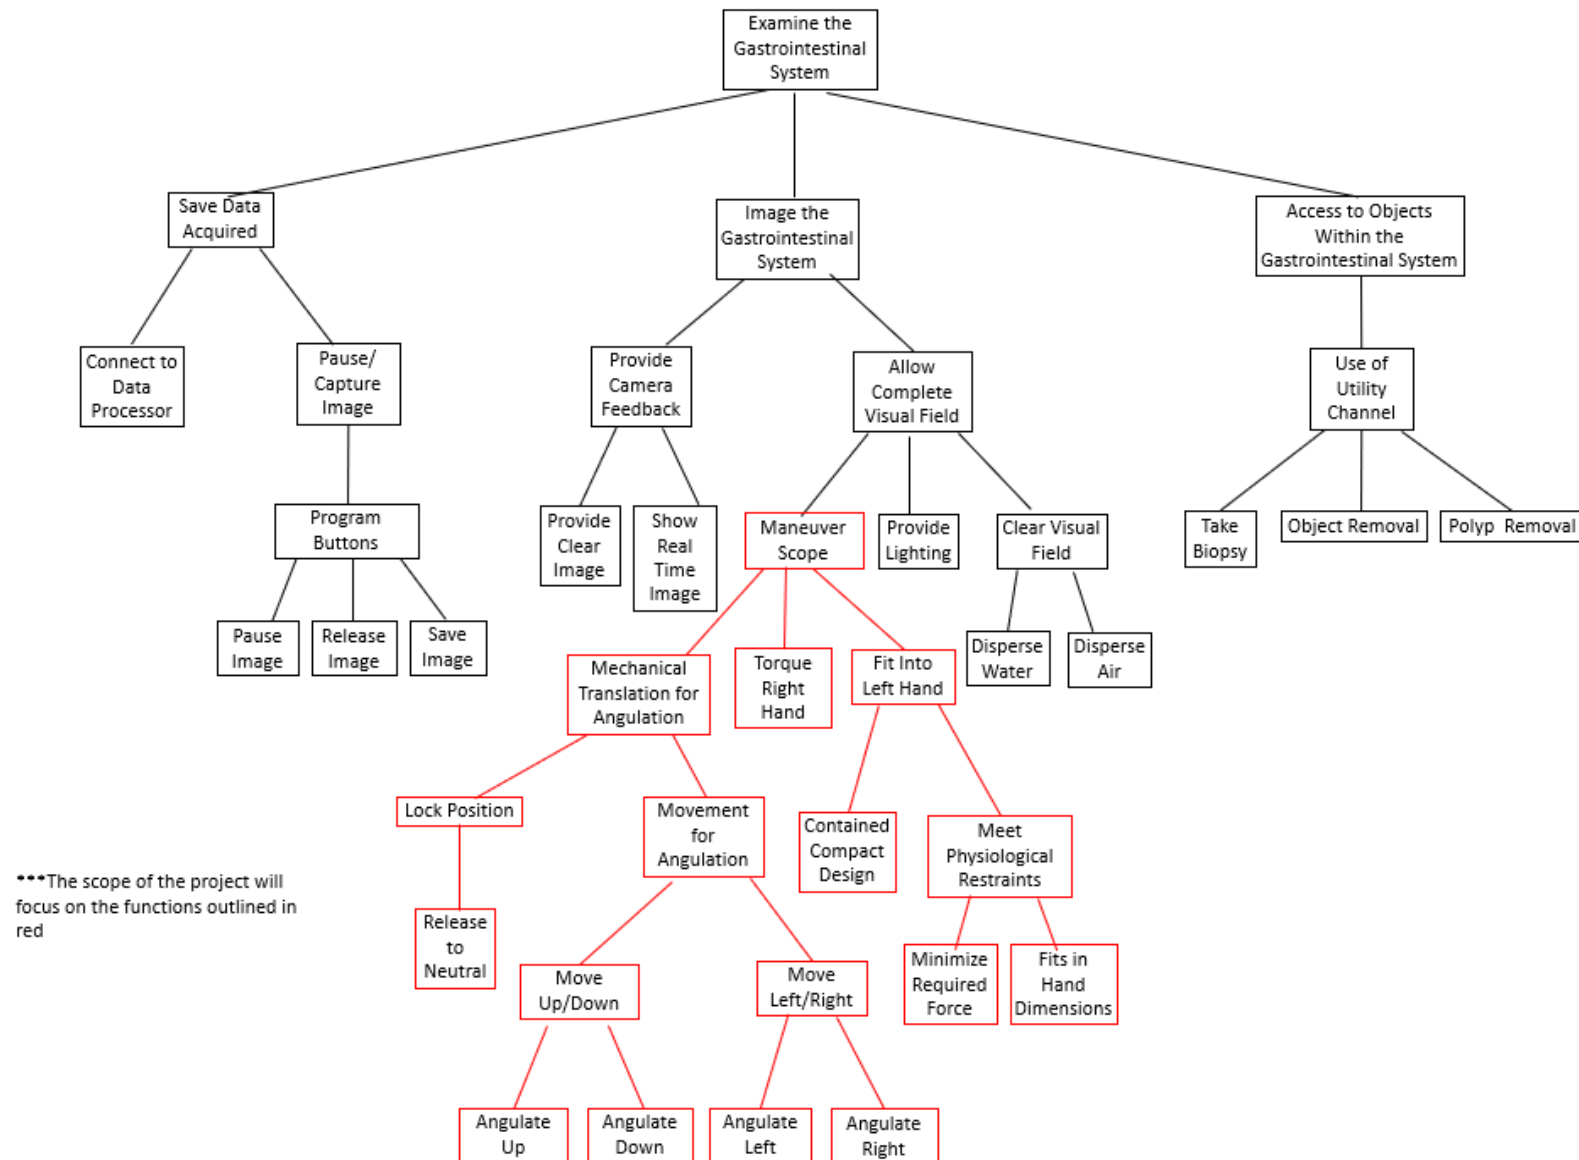 Examine the
Gastrointestinal
System
Save Data
Acquired
Image the
Gastrointestinal
System
Access to Objects
Within the
Gastrointestinal System
Connect to
Data
Processor
Pause/
Capture
Image
Provide
Camera
Feedback
Allow
Complete
Visual Field
Use of
Utility
Channel
Program
Buttons
Provide
Clear
Image
Show
Real
Time
Image
Maneuver
Scope
Provide
Lighting
Clear Visual
Field
Take
Biopsy
Object Removal
Polyp Removal
Pause
Image
Release
Image
Save
Image
Mechanical
Translation for
Angulation
Torque
Right
Hand
Fit Into
Left Hand
Disperse
Water
Disperse
Air
Lock Position
Movement
for
Angulation
Contained
Compact
Design
Meet
Physiological
Restraints
***The scope of the project will
focus on the functions outlined in
red
Release
to
Neutral
Move
Up/Down
Move
Left/Right
Minimize
Required
Force
Fits in
Hand
Dimensions
Angulate
Up
Angulate
Down
Angulate
Left
Angulate
Right